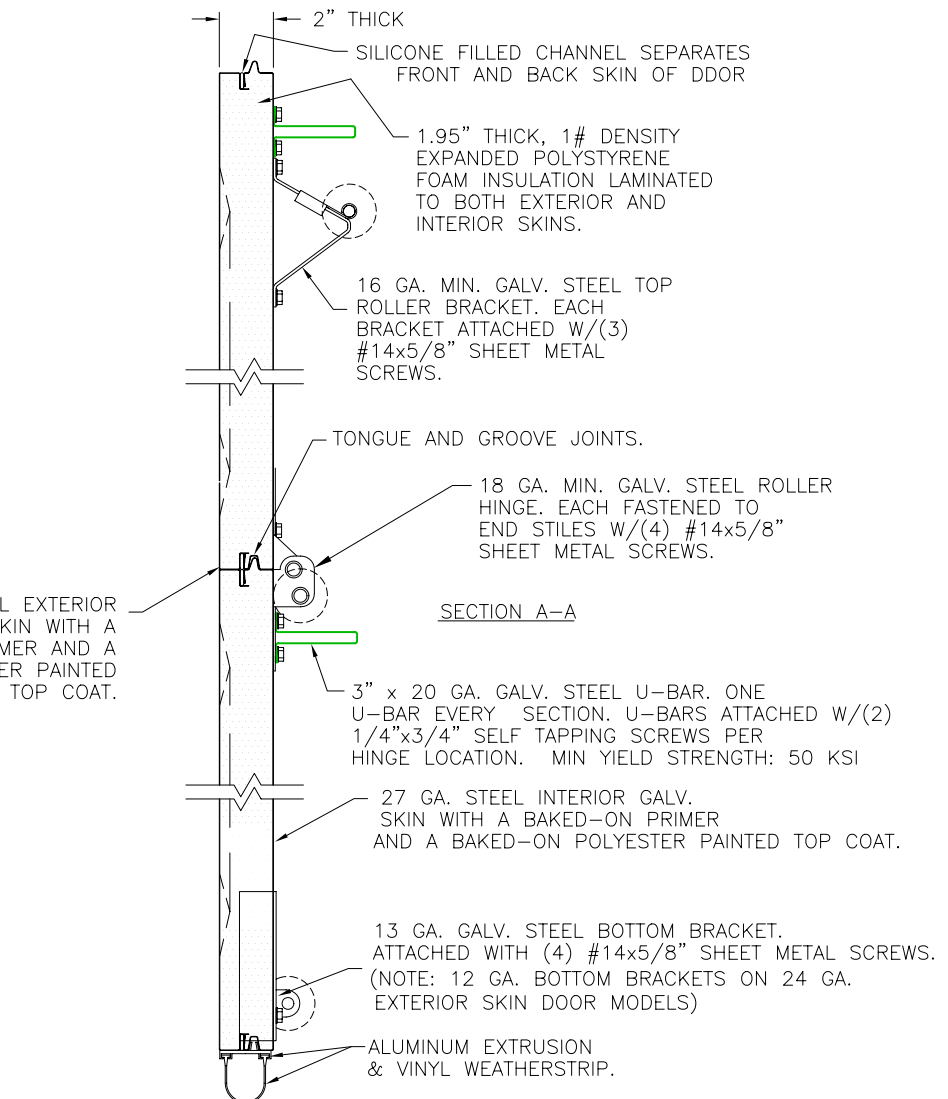 2” THICK
SILICONE FILLED CHANNEL SEPARATES
FRONT AND BACK SKIN OF DDOR
1.95” THICK, 1# DENSITY
EXPANDED POLYSTYRENE
FOAM INSULATION LAMINATED
TO BOTH EXTERIOR AND
INTERIOR SKINS.
16 GA. MIN. GALV. STEEL TOP
ROLLER BRACKET. EACH
BRACKET ATTACHED W/(3)
#14x5/8” SHEET METAL
SCREWS.
TONGUE AND GROOVE JOINTS.
18 GA. MIN. GALV. STEEL ROLLER
HINGE. EACH FASTENED TO
END STILES W/(4) #14x5/8”
SHEET METAL SCREWS.
EXTERIOR
WITH A
AND A
PAINTED
TOP COAT.
SECTION A-A
3” x 20 GA. GALV. STEEL U-BAR. ONE
U-BAR EVERY SECTION. U-BARS ATTACHED W/(2)
1/4”x3/4” SELF TAPPING SCREWS PER
HINGE LOCATION. MIN YIELD STRENGTH: 50 KSI
27 GA. STEEL INTERIOR GALV.
SKIN WITH A BAKED-ON PRIMER
AND A BAKED-ON POLYESTER PAINTED TOP COAT.
13 GA. GALV. STEEL BOTTOM BRACKET.
ATTACHED WITH (4) #14x5/8” SHEET METAL SCREWS.
(NOTE: 12 GA. BOTTOM BRACKETS ON 24 GA.
EXTERIOR SKIN DOOR MODELS)
ALUMINUM EXTRUSION
& VINYL WEATHERSTRIP.